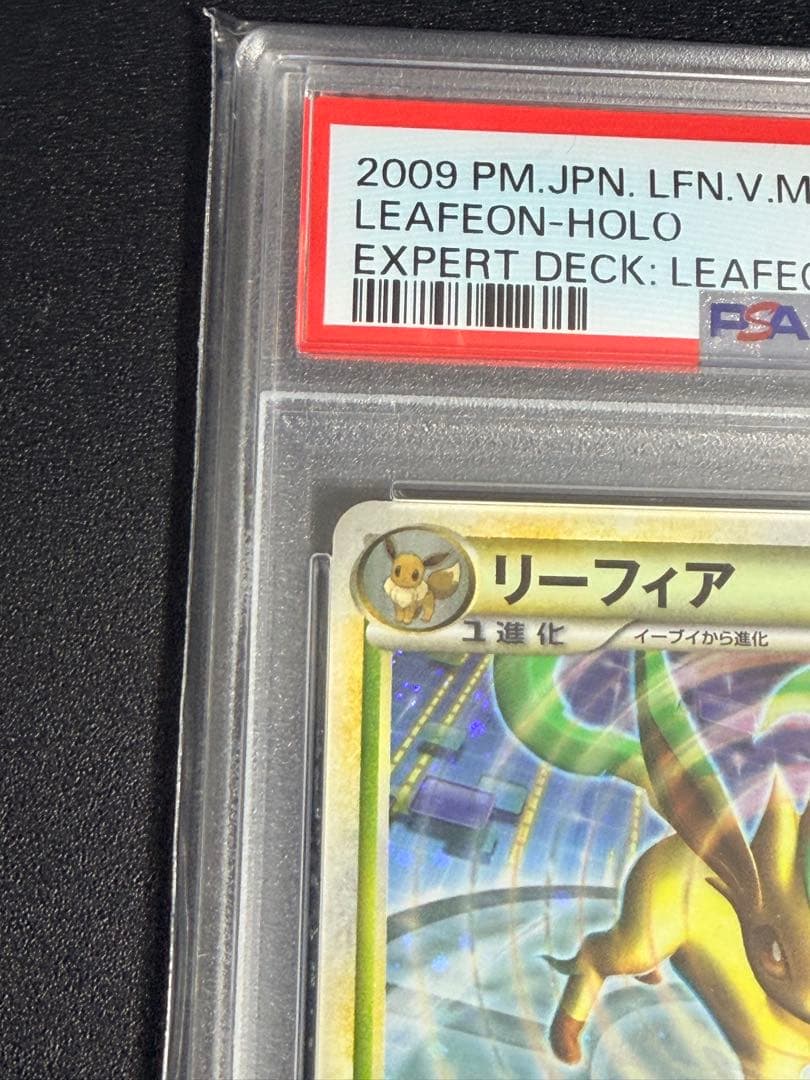 2009 PM.JPN. LFN.V.M
LEAFEON-HOLO
EXPERT DECK: LEAFEO
PSA
リーフィア
1進化
イーブイから進化